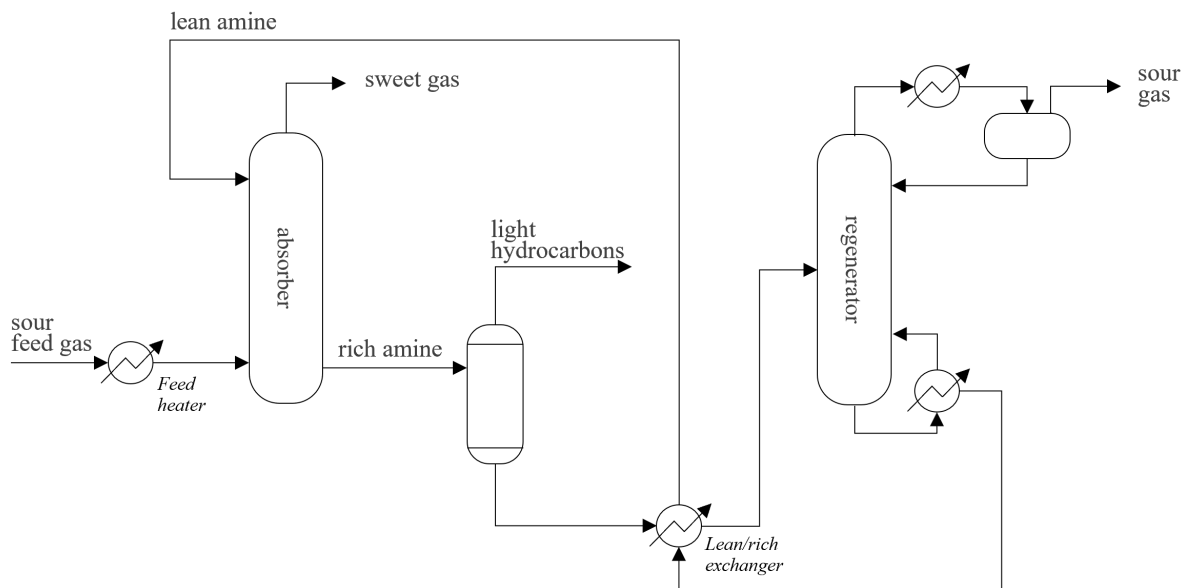 lean amine
sweet gas
sour
gas
absorber
regenerator
light
hydrocarbons
sour
feed gas
rich amine
Feed
heater
Lean/rich
exchanger